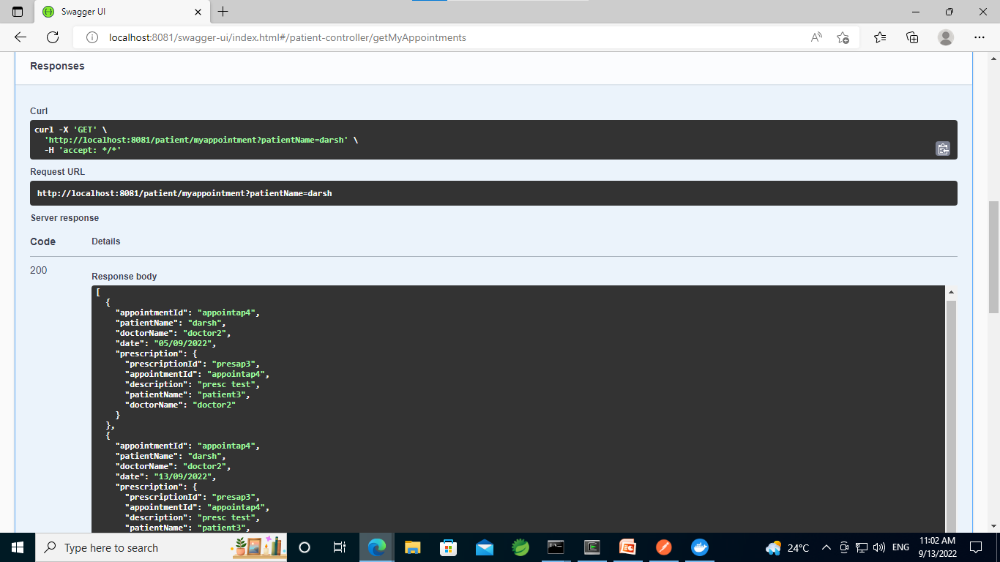 Swagger UI
localhost:8081/swagger-ui/index.html#/patient-controller/getMyAppointments
Responses
Curl
curl -X 'GET' \
  'http://localhost:8081/patient/myappointment?patientName=darsh' \
  -H 'accept: */*'
Request URL
http://localhost:8081/patient/myappointment?patientName=darsh
Server response
Code Details
200
Response body
[
  {
    "appointmentId": "appointap4",
    "patientName": "darsh",
    "doctorName": "doctor2",
    "date": "05/09/2022",
    "prescription": {
      "prescriptionId": "presap3",
      "appointmentId": "appointap4",
      "description": "presc test",
      "patientName": "patient3",
      "doctorName": "doctor2"
    }
  },
  {
    "appointmentId": "appointap4",
    "patientName": "darsh",
    "doctorName": "doctor2",
    "date": "13/09/2022",
    "prescription": {
      "prescriptionId": "presap3",
      "appointmentId": "appointap4",
      "description": "presc test",
      "patientName": "patient3",
Type here to search
24°C
ENG
11:02 AM
9/13/2022